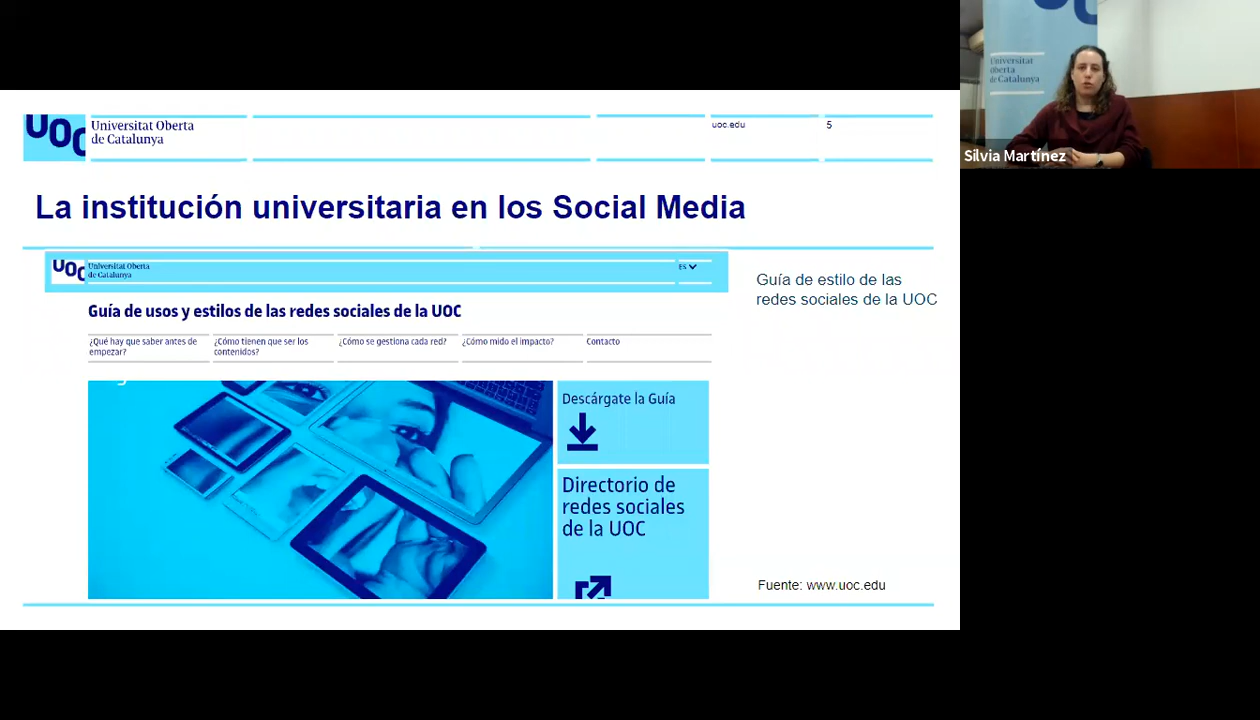 UOC
Universitat Oberta
de Catalunya
uoc.edu
5
La institución universitaria en los Social Media
UOC
Universitat Oberta
de Catalunya
ES
Guía de usos y estilos de las redes sociales de la UOC
¿Qué hay que saber antes de
empezar?
¿Cómo tienen que ser los
contenidos?
¿Cómo se gestiona cada red?
¿Cómo mido el impacto?
Contacto
Descárgate la Guía
Directorio de
redes sociales
de la UOC
Guía de estilo de las
redes sociales de la UOC
Fuente: www.uoc.edu
Universitat
Oberta
de Catalunya
Silvia Martínez